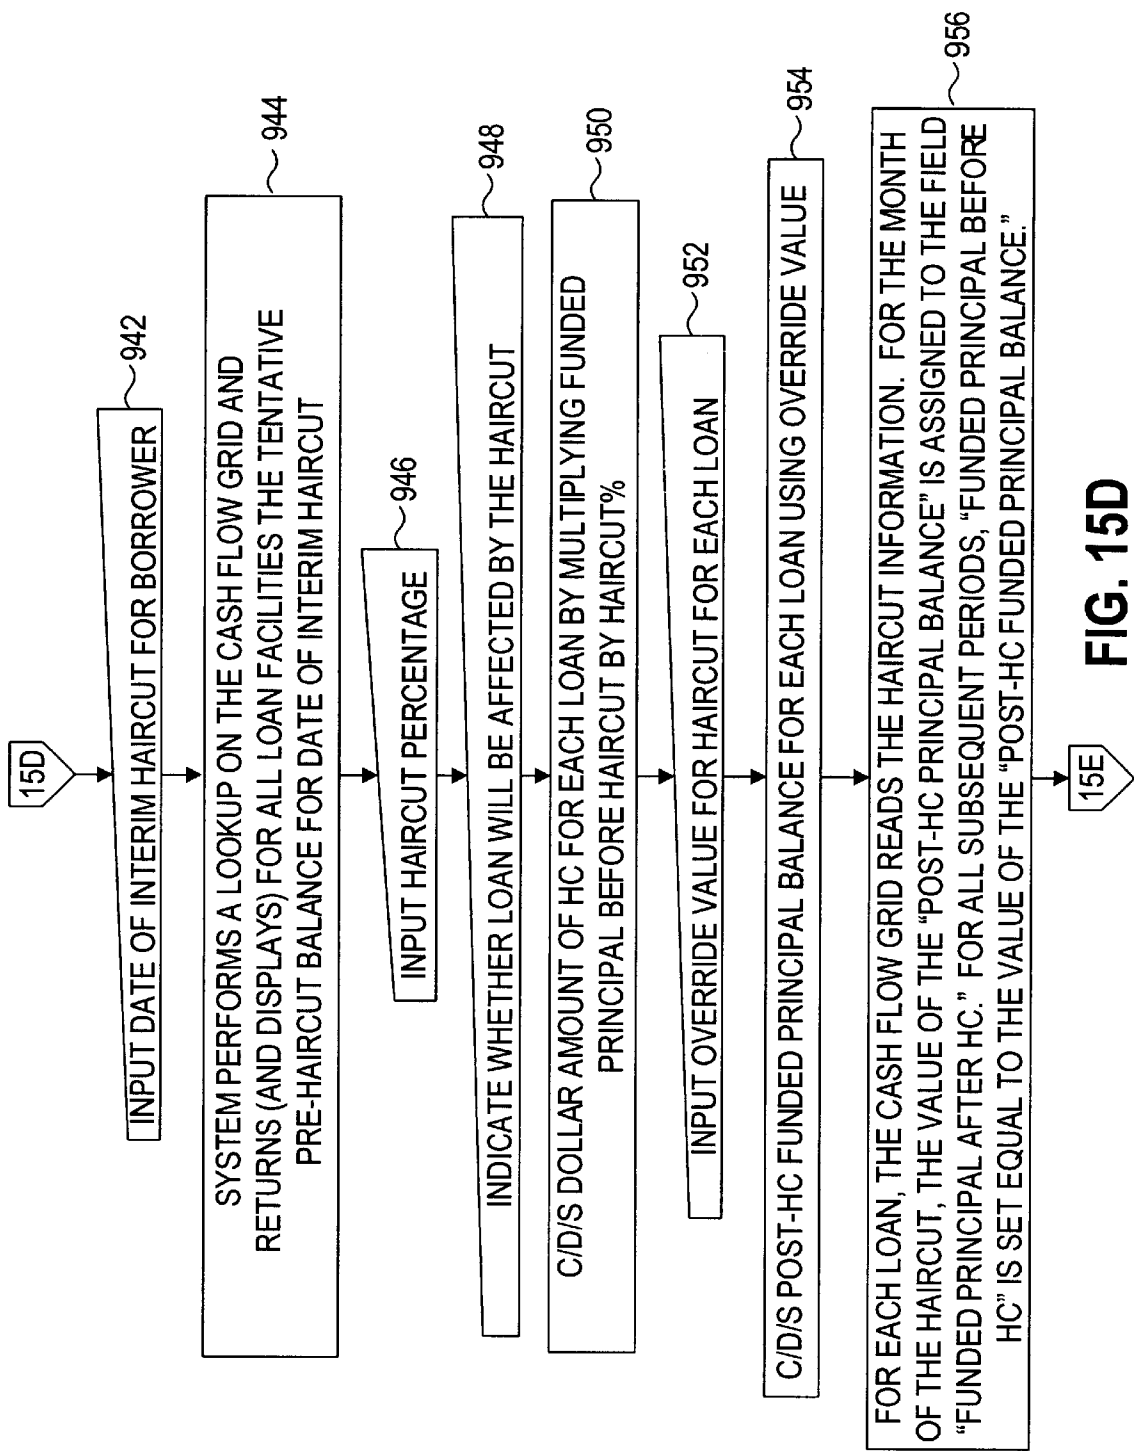 15D
INPUT DATE OF INTERIM HAIRCUT FOR BORROWER
942
SYSTEM PERFORMS A LOOKUP ON THE CASH FLOW GRID AND
RETURNS (AND DISPLAYS) FOR ALL LOAN FACILITIES THE TENTATIVE
PRE-HAIRCUT BALANCE FOR DATE OF INTERIM HAIRCUT
944
INPUT HAIRCUT PERCENTAGE
946
INDICATE WHETHER LOAN WILL BE AFFECTED BY THE HAIRCUT
948
C/D/S DOLLAR AMOUNT OF HC FOR EACH LOAN BY MULTIPLYING FUNDED
PRINCIPAL BEFORE HAIRCUT BY HAIRCUT%
950
INPUT OVERRIDE VALUE FOR HAIRCUT FOR EACH LOAN
952
C/D/S POST-HC FUNDED PRINCIPAL BALANCE FOR EACH LOAN USING OVERRIDE VALUE
954
FOR EACH LOAN, THE CASH FLOW GRID READS THE HAIRCUT INFORMATION. FOR THE MONTH
OF THE HAIRCUT, THE VALUE OF THE “POST-HC PRINCIPAL BALANCE” IS ASSIGNED TO THE FIELD
“FUNDED PRINCIPAL AFTER HC.” FOR ALL SUBSEQUENT PERIODS, “FUNDED PRINCIPAL BEFORE
HC” IS SET EQUAL TO THE VALUE OF THE “POST-HC FUNDED PRINCIPAL BALANCE.”
956
15E
FIG. 15D